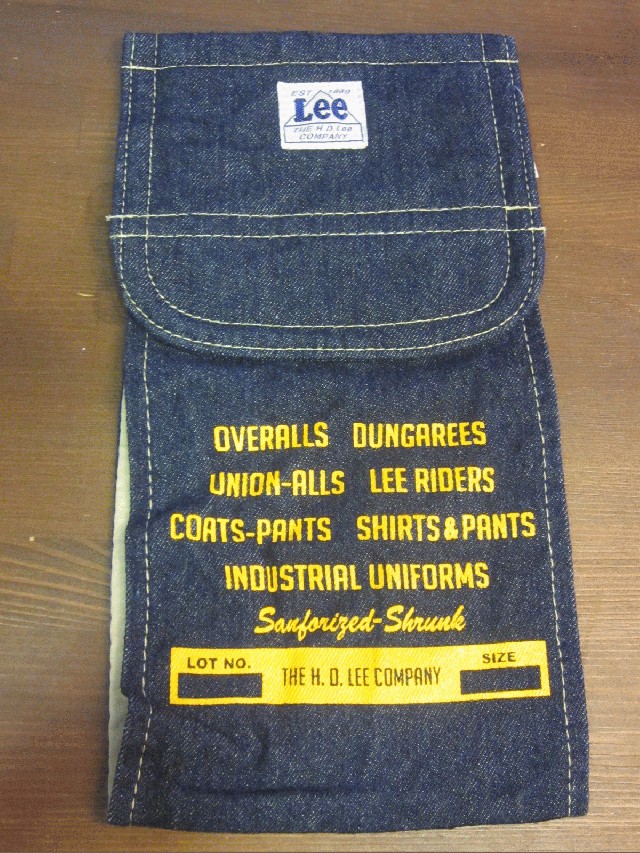 EST 1889
Lee
THE H. D. Lee
COMPANY
OVERALLS DUNGAREES
UNION-ALLS LEE RIDERS
COATS-PANTS SHIRTS & PANTS
INDUSTRIAL UNIFORMS
Sanforized-Shrunk
LOT NO. THE H. D. LEE COMPANY SIZE